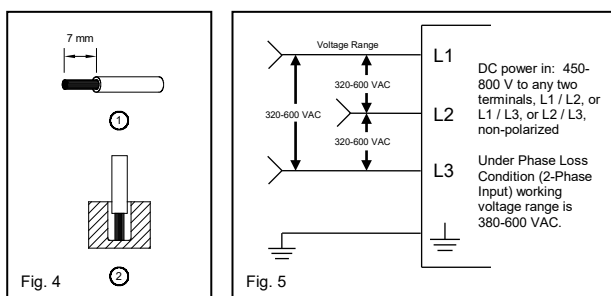 7 mm
1
2
Fig. 4
Voltage Range
320-600 VAC
320-600 VAC
320-600 VAC
L1
L2
L3
DC power in: 450-
800 V to any two
terminals, L1 / L2, or
L1 / L3, or L2 / L3,
non-polarized
Under Phase Loss
Condition (2-Phase
Input) working
voltage range is
380-600 VAC.
Fig. 5